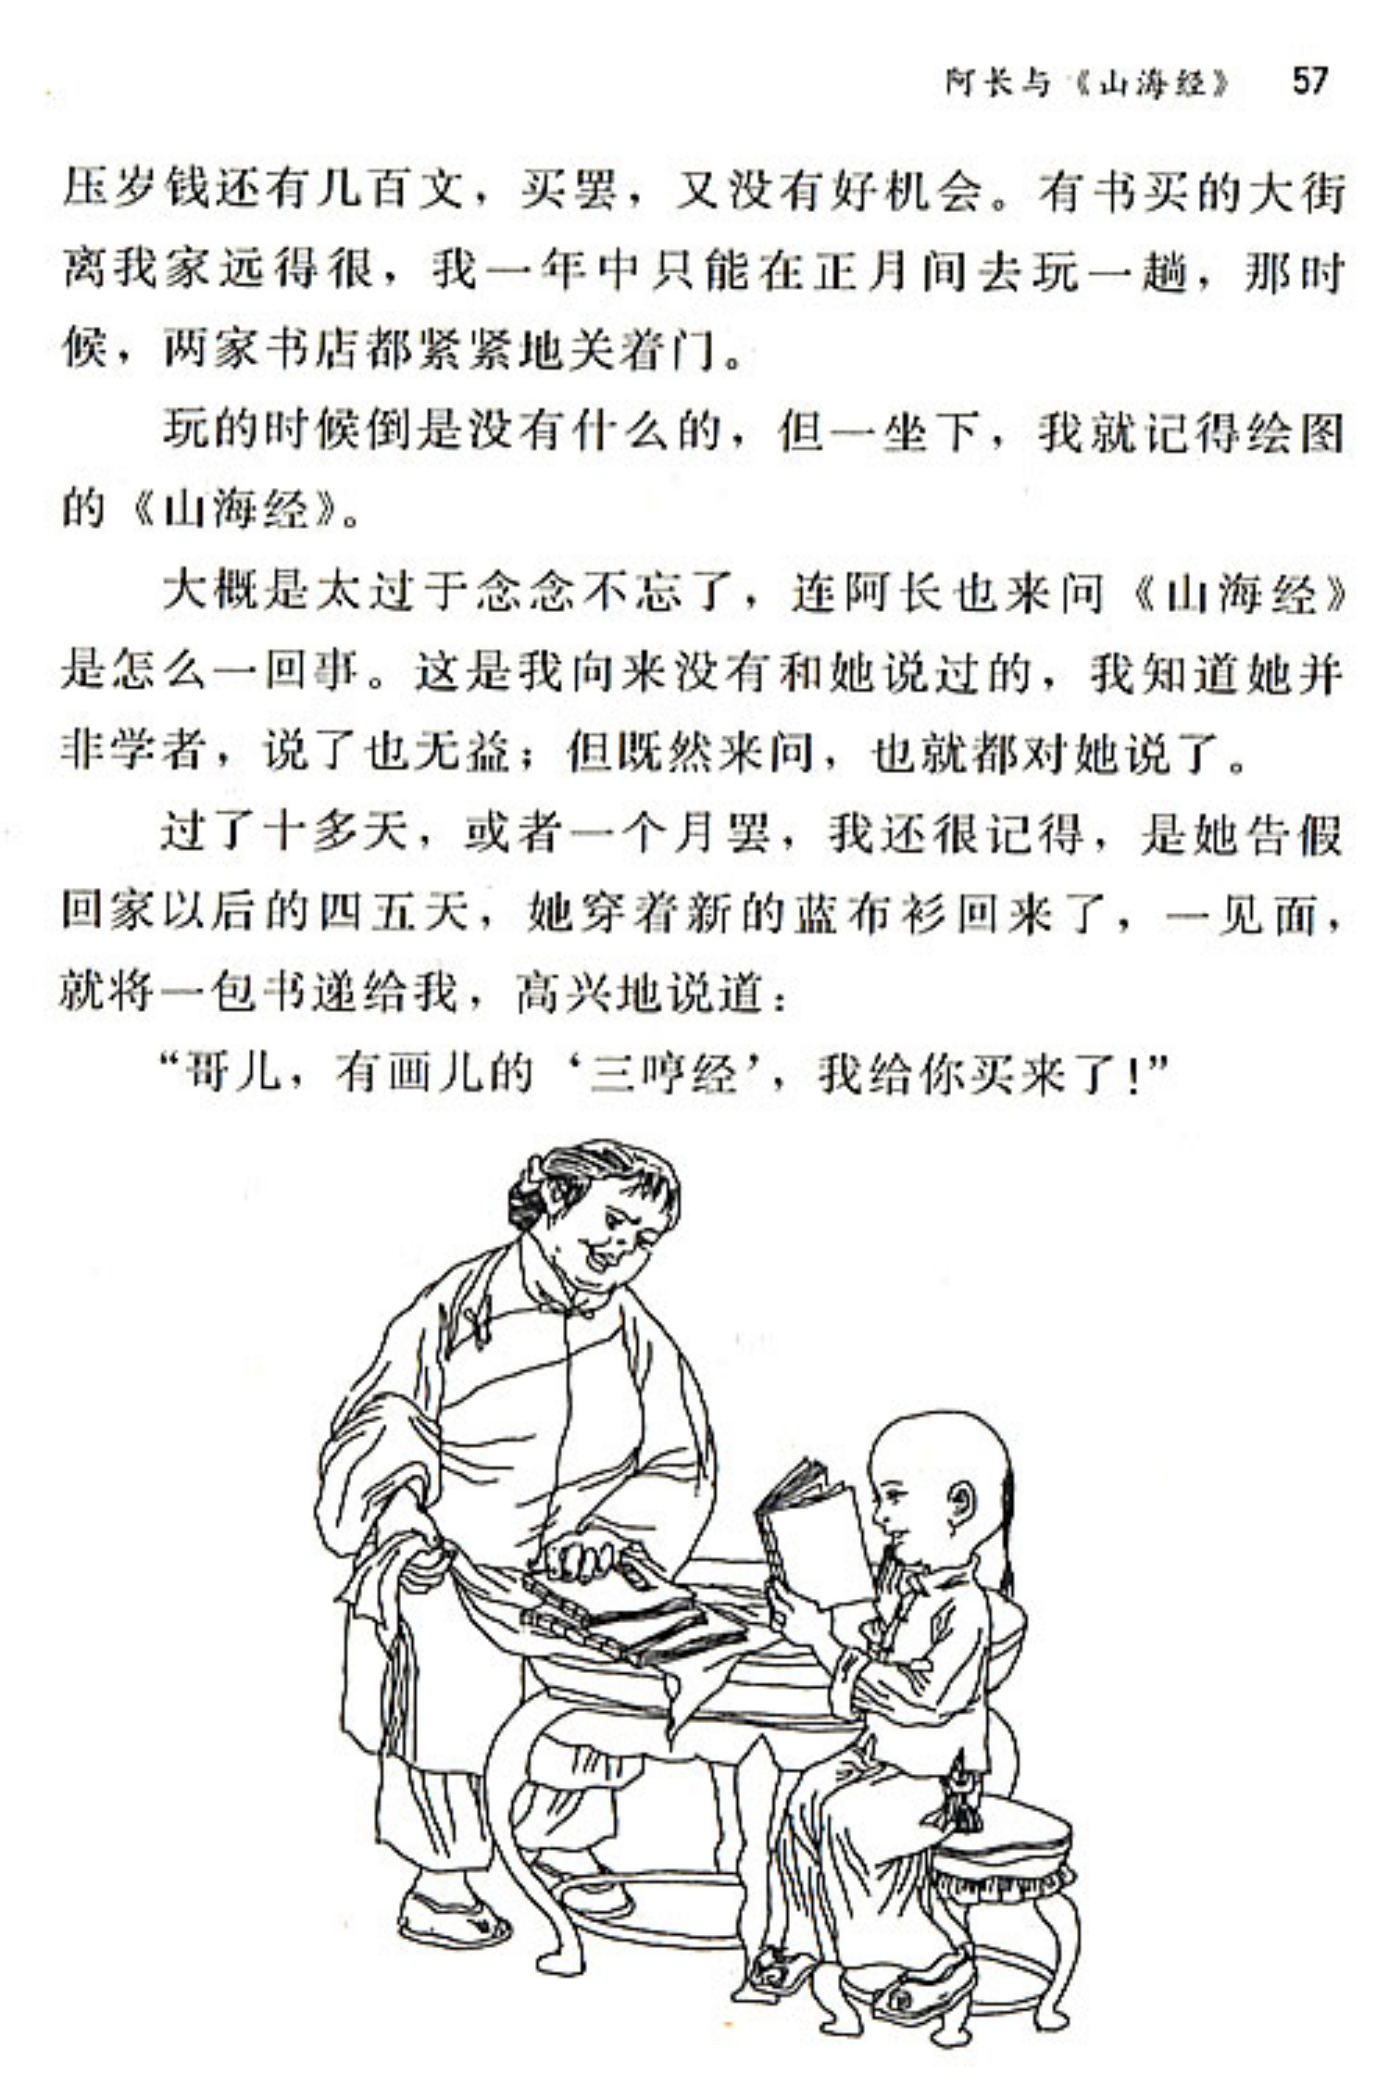 阿长与《山海经》 57
压岁钱还有几百文，买罢，又没有好机会。有书买的大街
离我家远得很，我一年中只能在正月间去玩一趟，那时
候，两家书店都紧紧地关着门。
玩的时候倒是没有什么的，但一坐下，我就记得绘图
的《山海经》。
大概是太过于念念不忘了，连阿长也来问《山海经》
是怎么一回事。这是我向来没有和她说过的，我知道她并
非学者，说了也无益；但既然来问，也就都对她说了。
过了十多天，或者一个月罢，我还很记得，是她告假
回家以后的四五天，她穿着新的蓝布衫回来了，一见面，
就将一包书递给我，高兴地说道：
“哥儿，有画儿的‘三哼经’，我给你买来了！”